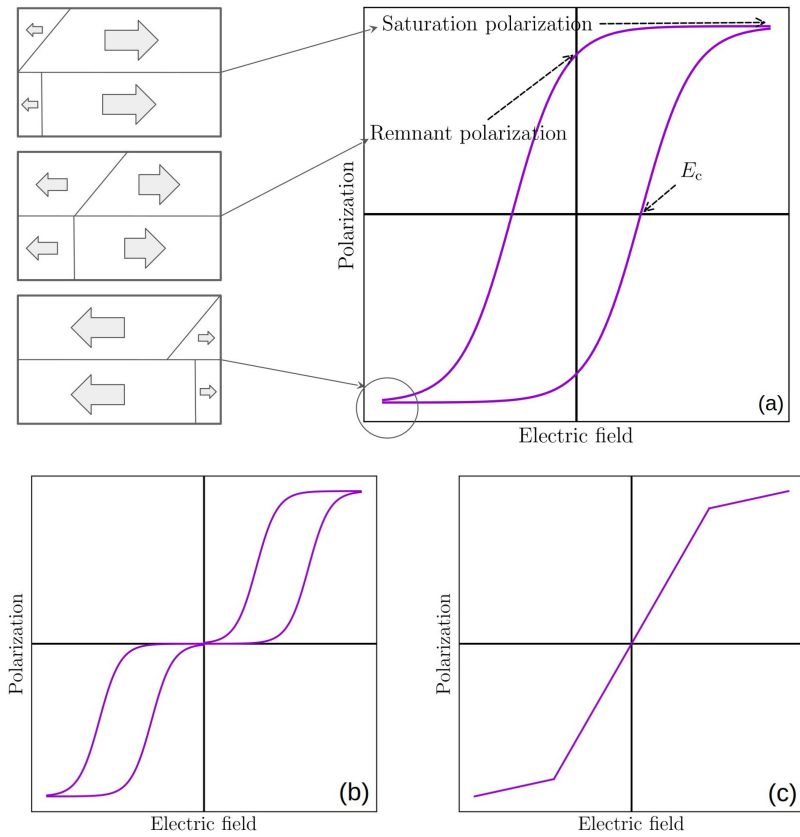 Saturation polarization
Remnant polarization
E_c
Polarization
(a)
Electric field
Polarization
(b)
Electric field
Polarization
(c)
Electric field